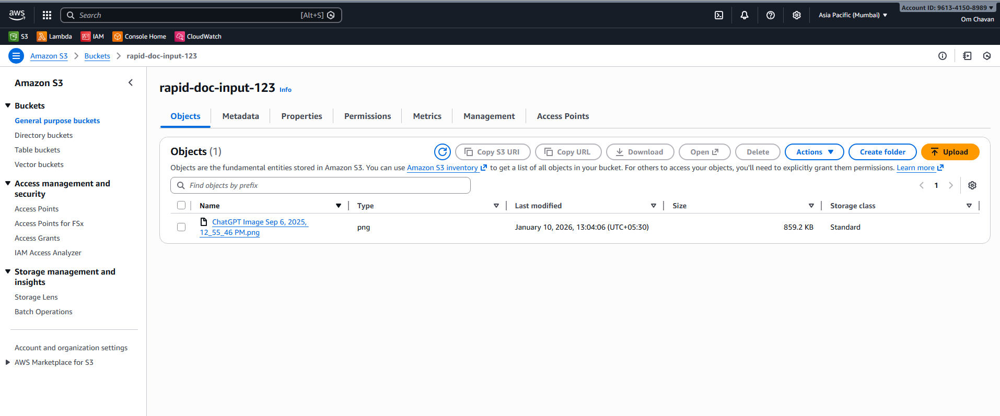 aws
Search [Alt+S]
Asia Pacific (Mumbai)
Account ID: 9613-4150-8989
Om Chavan
S3 Lambda IAM Console Home CloudWatch
Amazon S3 > Buckets > rapid-doc-input-123
Amazon S3
Buckets
General purpose buckets
Directory buckets
Table buckets
Vector buckets
Access management and
security
Access Points
Access Points for FSx
Access Grants
IAM Access Analyzer
Storage management and
insights
Storage Lens
Batch Operations
Account and organization settings
AWS Marketplace for S3
rapid-doc-input-123 Info
Objects Metadata Properties Permissions Metrics Management Access Points
Objects (1)
Copy S3 URI Copy URL Download Open Delete Actions Create folder Upload
Objects are the fundamental entities stored in Amazon S3. You can use Amazon S3 inventory to get a list of all objects in your bucket. For others to access your objects, you'll need to explicitly grant them permissions. Learn more
Find objects by prefix
1
Name Type Last modified Size Storage class
ChatGPT Image Sep 6, 2025,
12_55_46 PM.png
png January 10, 2026, 13:04:06 (UTC+05:30) 859.2 KB Standard